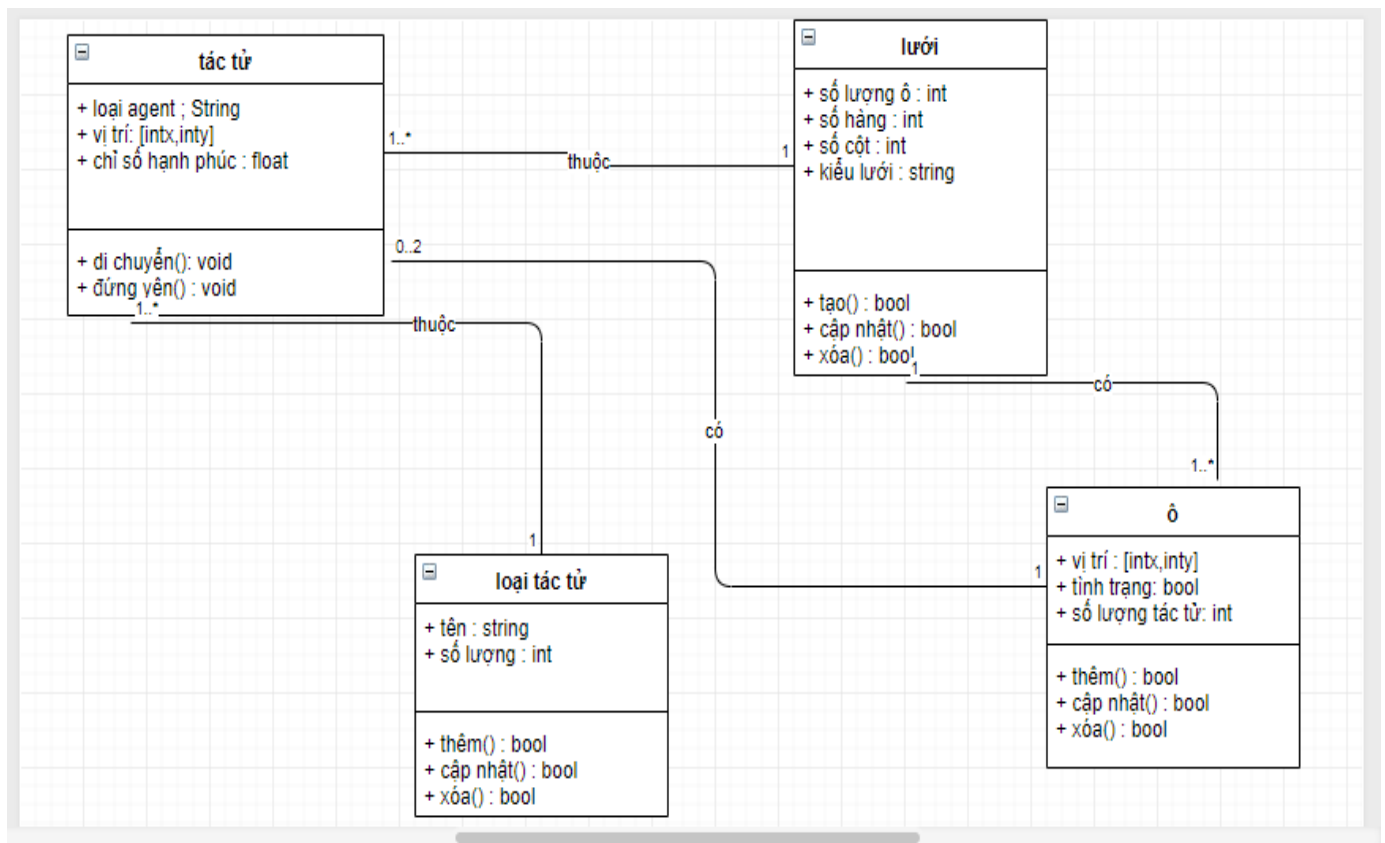 tác tử
+ loại agent ; String
+ vị trí: [intx,inty]
+ chỉ số hạnh phúc : float
+ di chuyển(): void
+ đứng yên() : void
lưới
+ số lượng ô : int
+ số hàng : int
+ số cột : int
+ kiểu lưới : string
+ tạo() : bool
+ cập nhật() : bool
+ xóa() : bool
1..*
thuộc
1
0..2
có
1
1..*
thuộc
1
1
có
1..*
loại tác tử
+ tên : string
+ số lượng : int
+ thêm() : bool
+ cập nhật() : bool
+ xóa() : bool
ô
+ vị trí : [intx,inty]
+ tình trạng: bool
+ số lượng tác tử: int
+ thêm() : bool
+ cập nhật() : bool
+ xóa() : bool